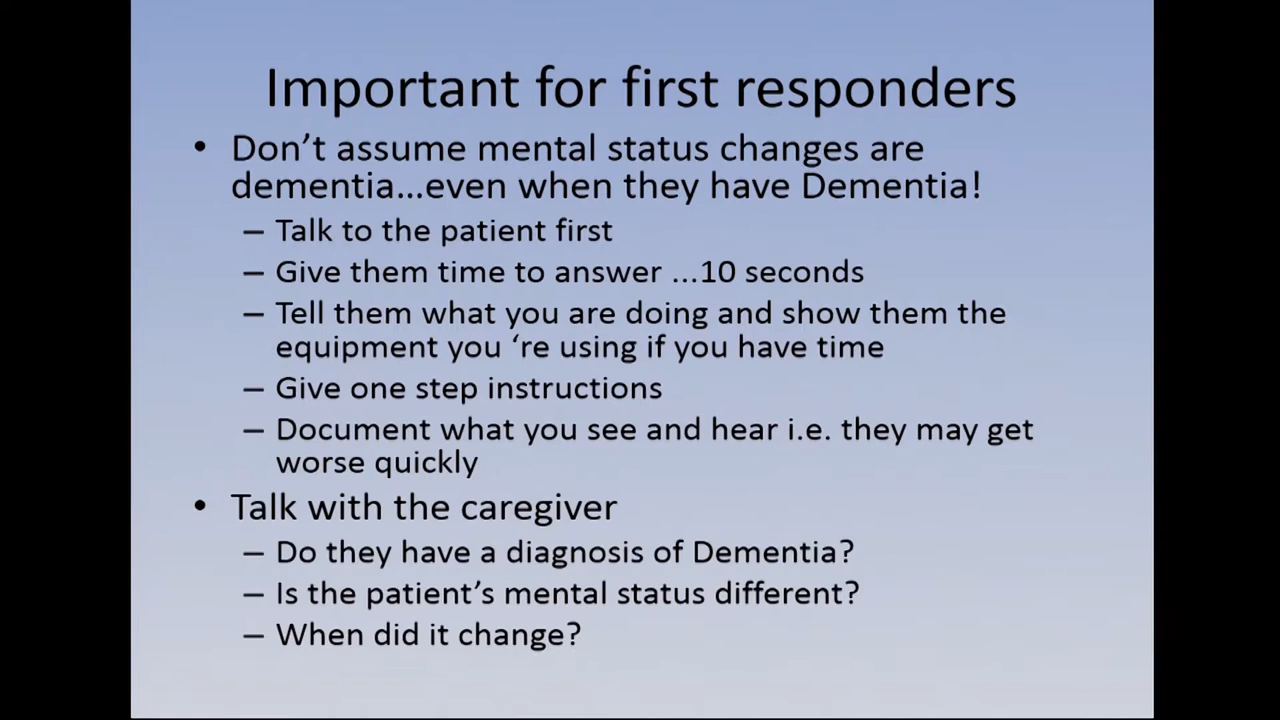 Important for first responders
• Don’t assume mental status changes are
dementia...even when they have Dementia!
– Talk to the patient first
– Give them time to answer ...10 seconds
– Tell them what you are doing and show them the
equipment you ‘re using if you have time
– Give one step instructions
– Document what you see and hear i.e. they may get
worse quickly
• Talk with the caregiver
– Do they have a diagnosis of Dementia?
– Is the patient’s mental status different?
– When did it change?